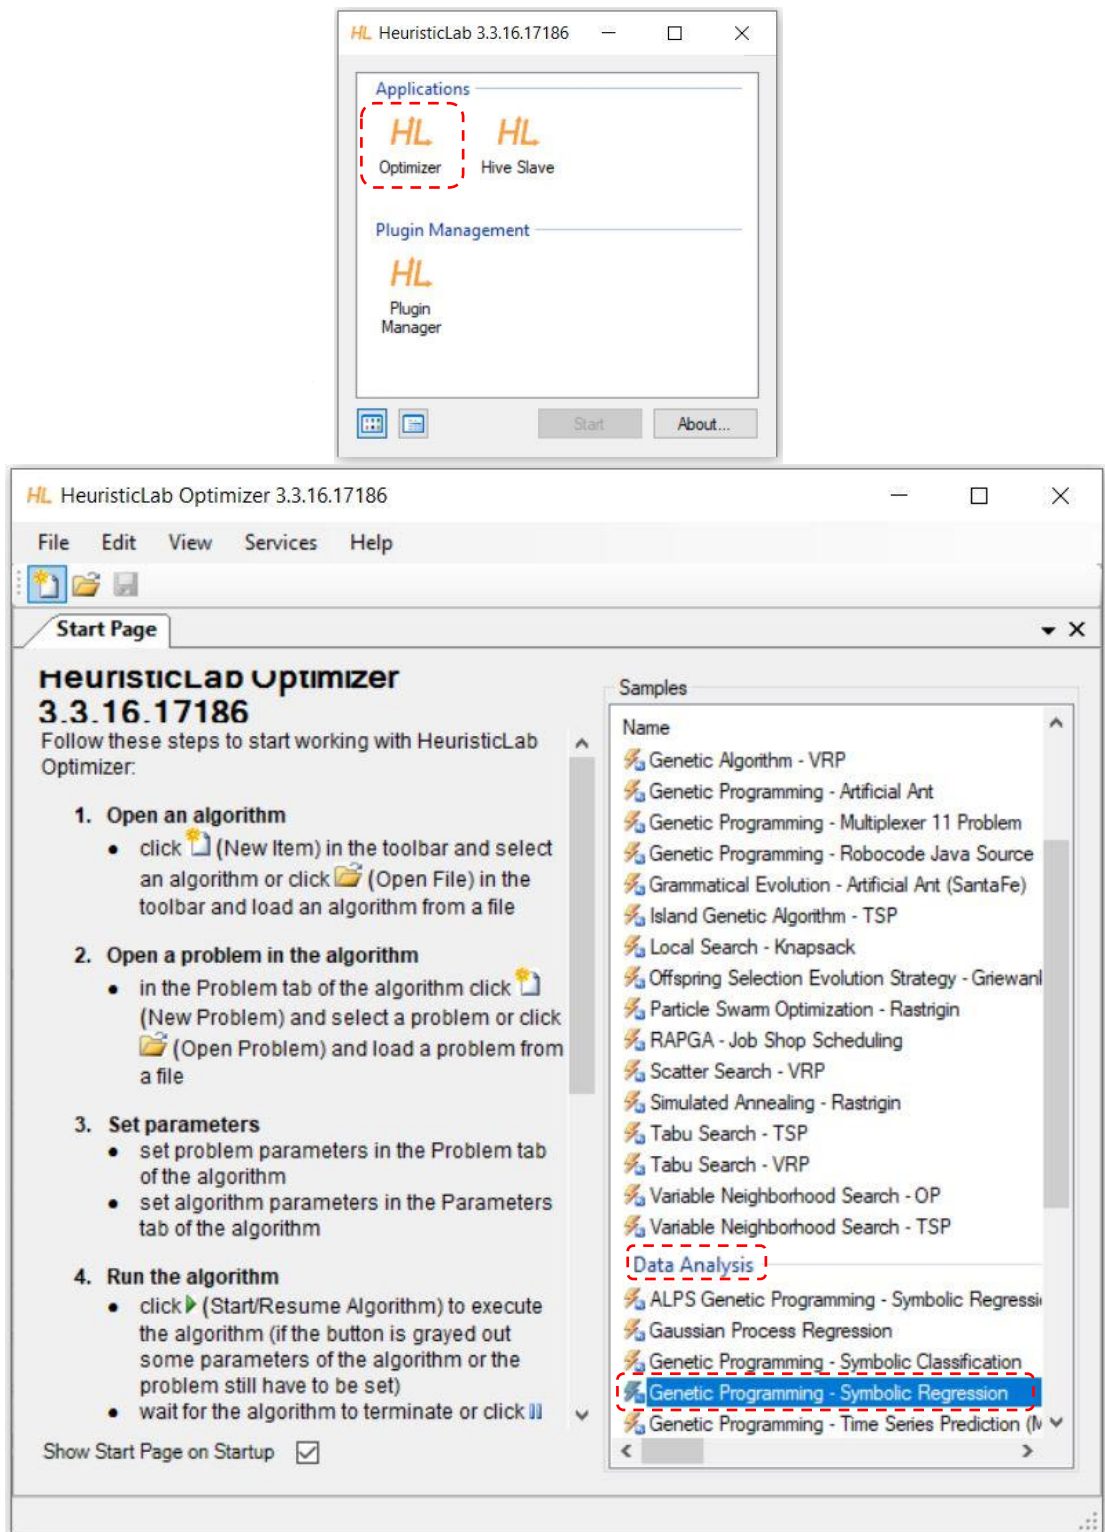 HL HeuristicLab 3.3.16.17186
Applications
HL HL
Optimizer Hive Slave
Plugin Management
HL
Plugin
Manager
Start About...
HL HeuristicLab Optimizer 3.3.16.17186
File Edit View Services Help
Start Page
HeuristicLab Optimizer
3.3.16.17186
Follow these steps to start working with HeuristicLab
Optimizer:
1. Open an algorithm
● click (New Item) in the toolbar and select
an algorithm or click (Open File) in the
toolbar and load an algorithm from a file
2. Open a problem in the algorithm
● in the Problem tab of the algorithm click
(New Problem) and select a problem or click
(Open Problem) and load a problem from
a file
3. Set parameters
● set problem parameters in the Problem tab
of the algorithm
● set algorithm parameters in the Parameters
tab of the algorithm
4. Run the algorithm
● click (Start/Resume Algorithm) to execute
the algorithm (if the button is grayed out
some parameters of the algorithm or the
problem still have to be set)
● wait for the algorithm to terminate or click
Show Start Page on Startup
Samples
Name
Genetic Algorithm - VRP
Genetic Programming - Artificial Ant
Genetic Programming - Multiplexer 11 Problem
Genetic Programming - Robocode Java Source
Grammatical Evolution - Artificial Ant (SantaFe)
Island Genetic Algorithm - TSP
Local Search - Knapsack
Offspring Selection Evolution Strategy - Griewank
Particle Swarm Optimization - Rastrigin
RAPGA - Job Shop Scheduling
Scatter Search - VRP
Simulated Annealing - Rastrigin
Tabu Search - TSP
Tabu Search - VRP
Variable Neighborhood Search - OP
Variable Neighborhood Search - TSP
Data Analysis
ALPS Genetic Programming - Symbolic Regressi
Gaussian Process Regression
Genetic Programming - Symbolic Classification
Genetic Programming - Symbolic Regression
Genetic Programming - Time Series Prediction (M